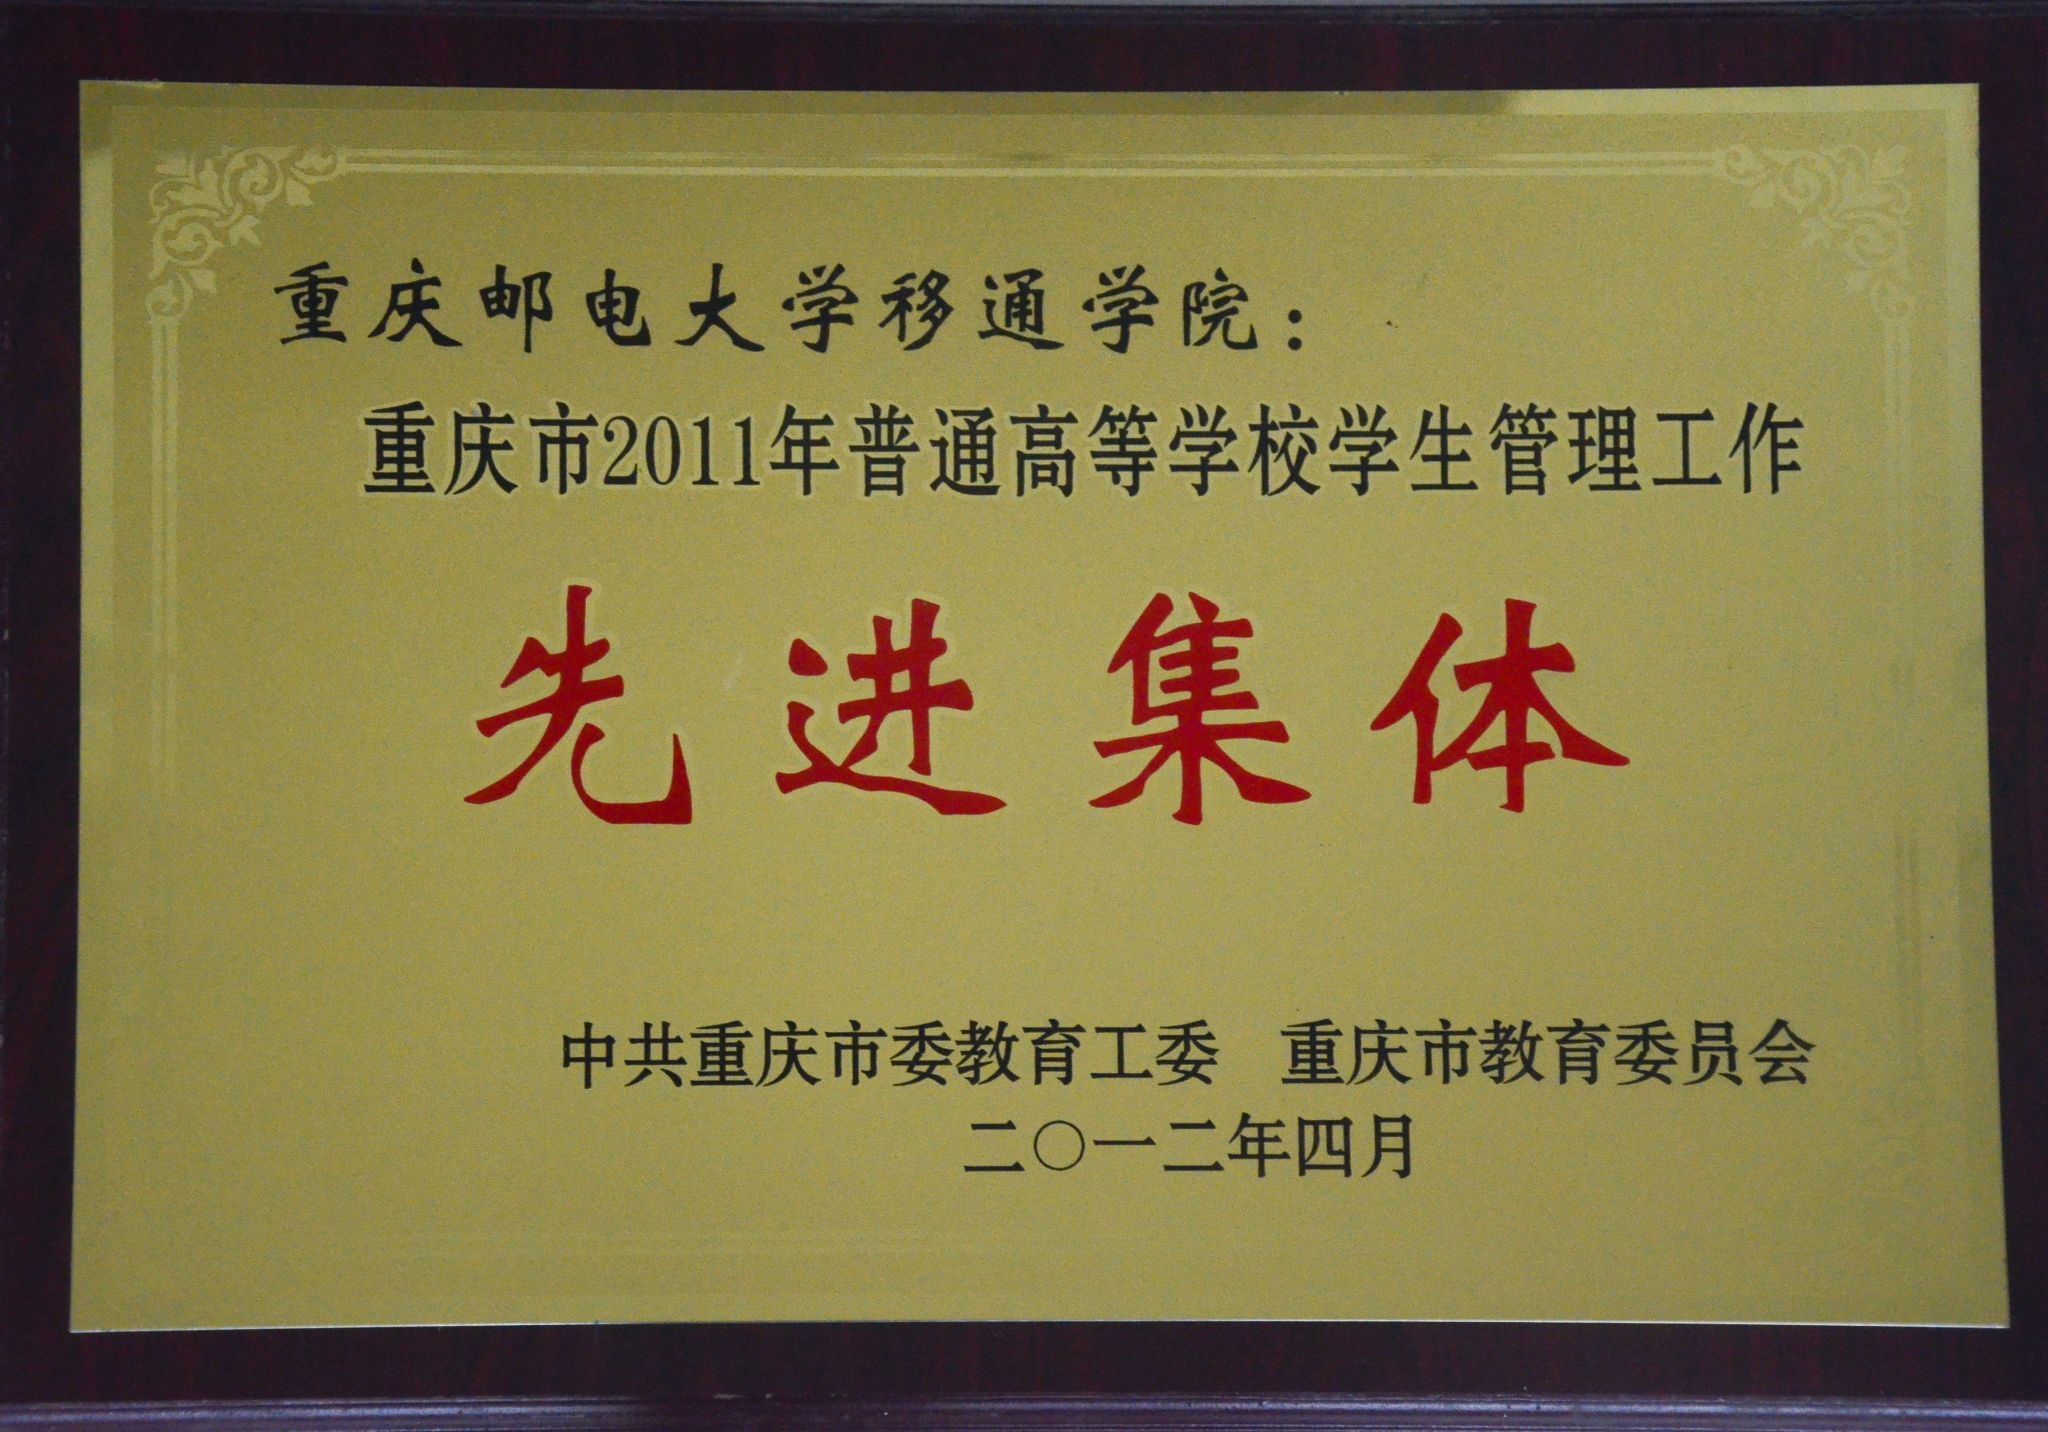 重庆邮电大学移通学院：
重庆市2011年普通高等学校学生管理工作
先进集体
中共重庆市委教育工委 重庆市教育委员会
二〇一二年四月